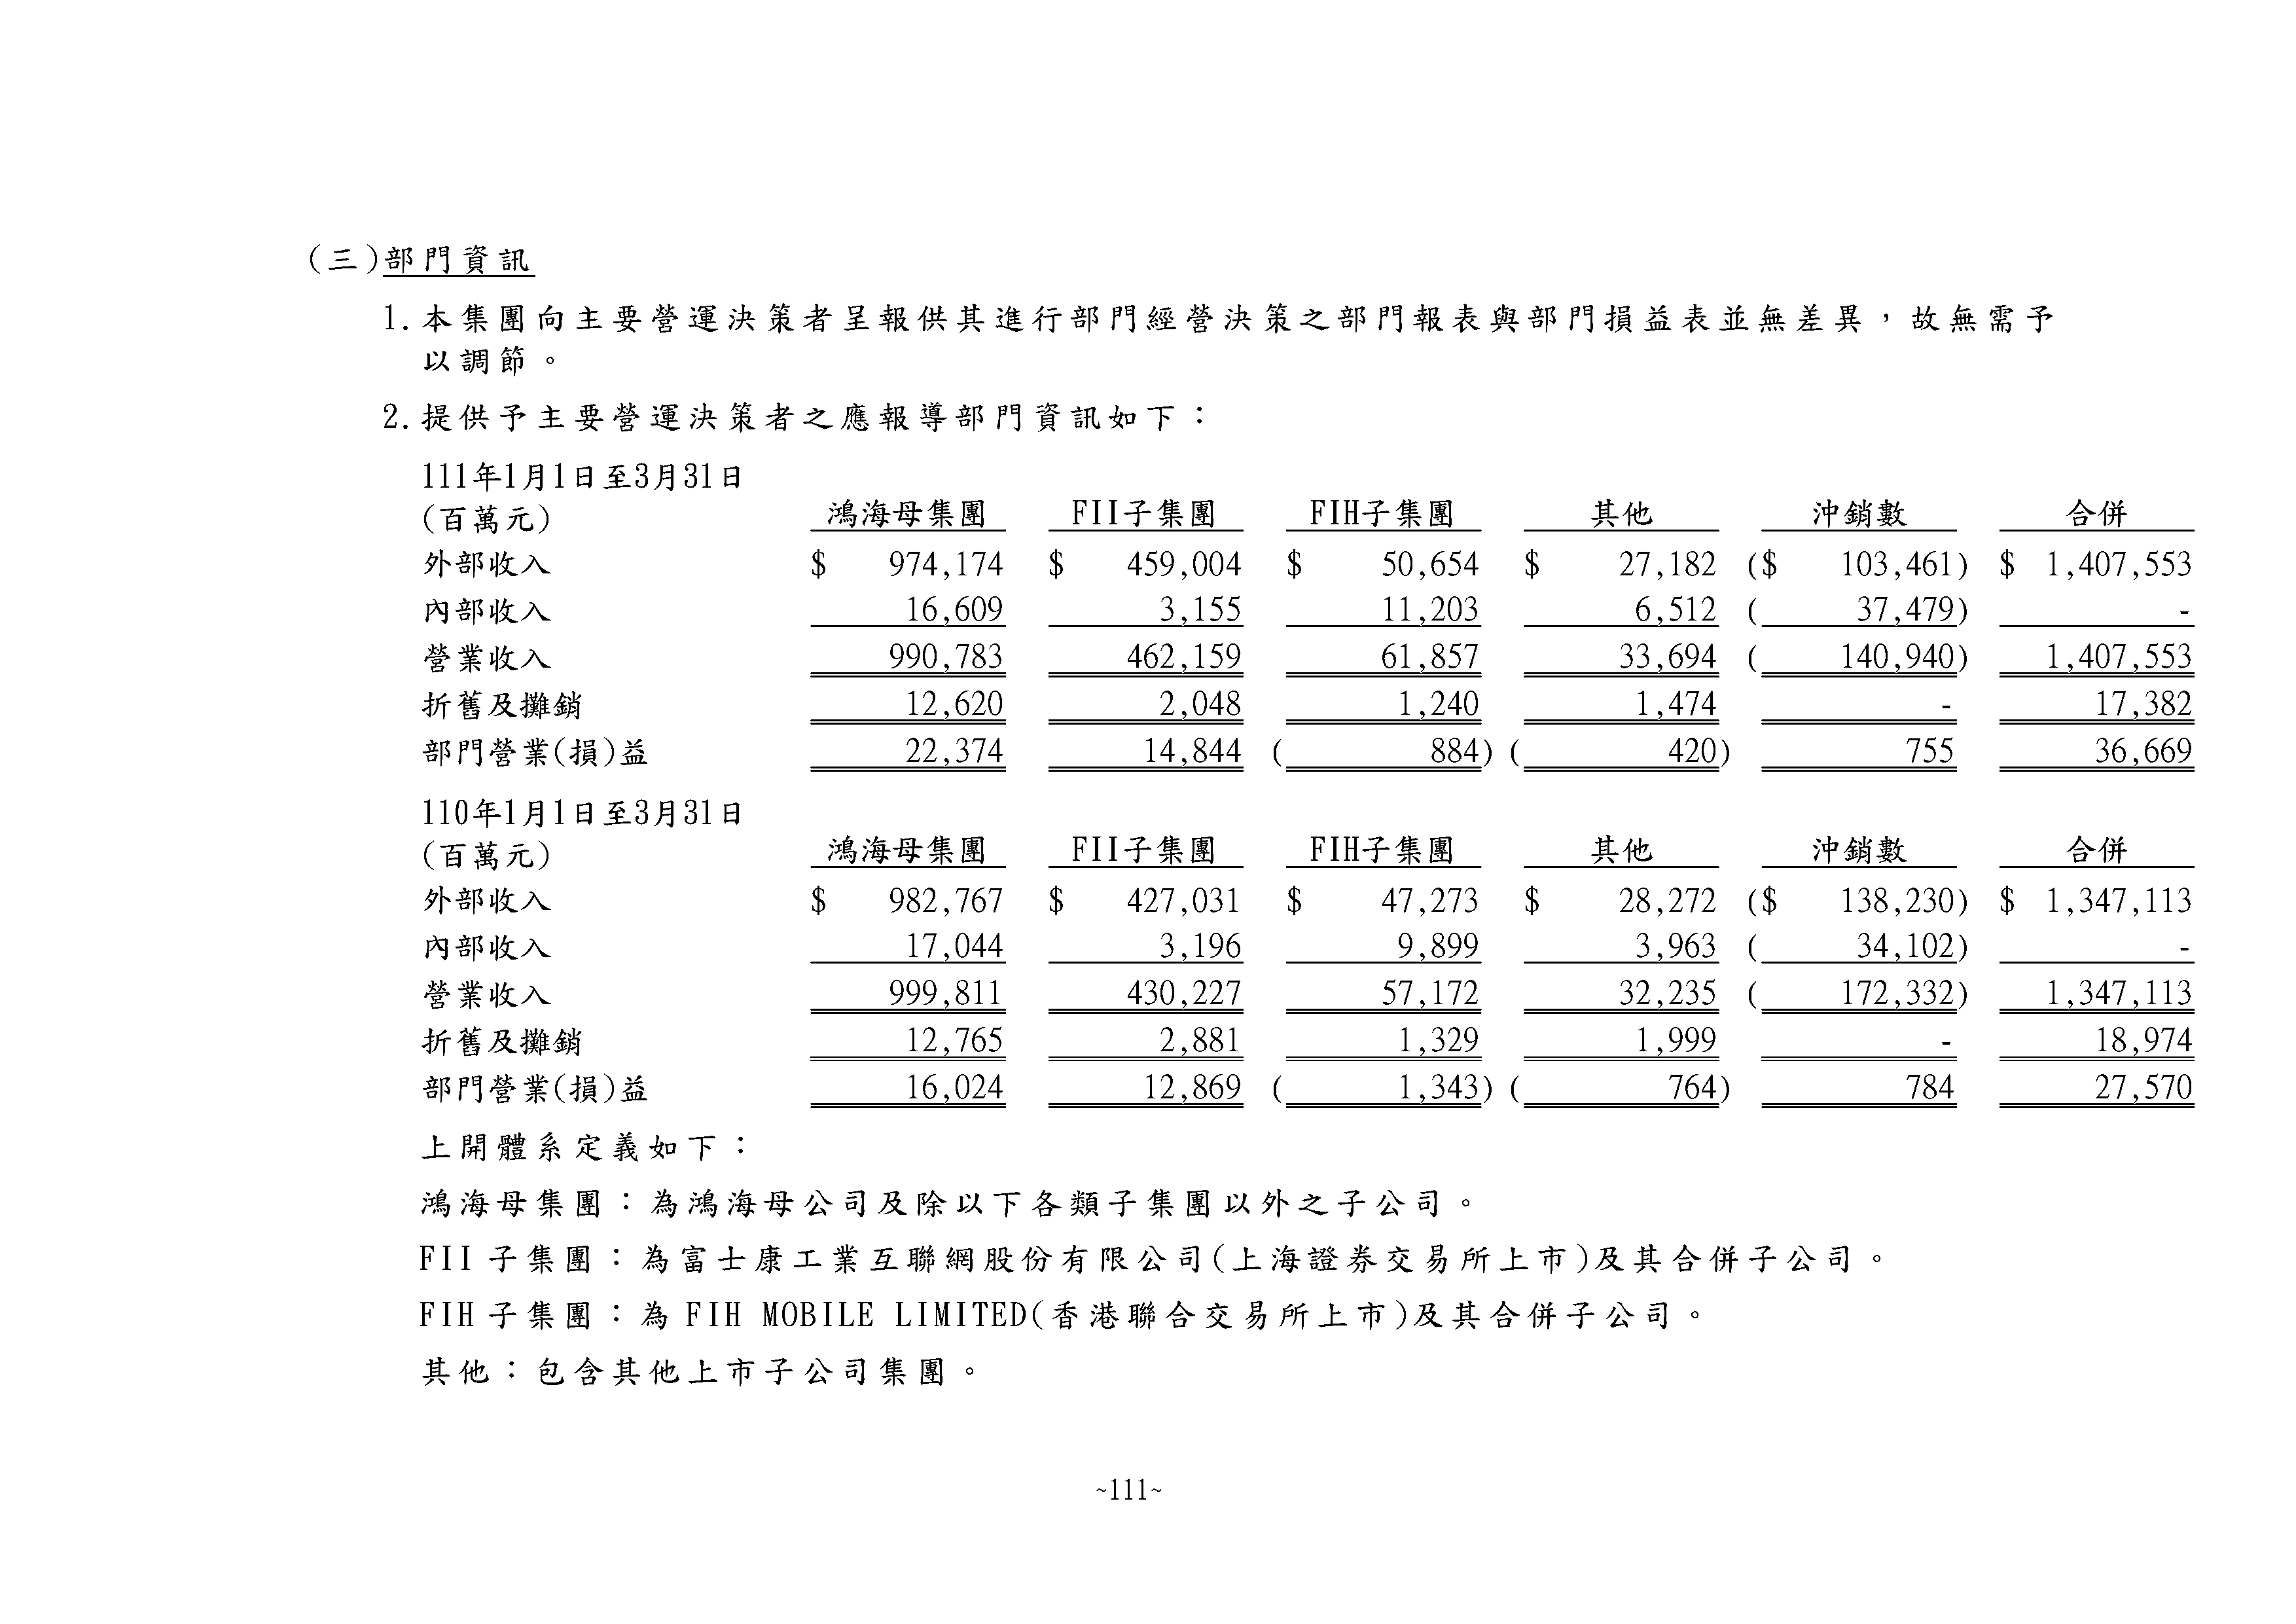 (三)部門資訊
1.本集團向主要營運決策者呈報供其進行部門經營決策之部門報表與部門損益表並無差異，故無需予
以調節。
2.提供予主要營運決策者之應報導部門資訊如下：
111年1月1日至3月31日
(百萬元) 鴻海母集團 FII子集團 FIH子集團 其他 沖銷數 合併
外部收入 $ 974,174 $ 459,004 $ 50,654 $ 27,182 ($ 103,461) $ 1,407,553
內部收入 16,609 3,155 11,203 6,512 ( 37,479) -
營業收入 990,783 462,159 61,857 33,694 ( 140,940) 1,407,553
折舊及攤銷 12,620 2,048 1,240 1,474 - 17,382
部門營業(損)益 22,374 14,844 ( 884) ( 420) 755 36,669
110年1月1日至3月31日
(百萬元) 鴻海母集團 FII子集團 FIH子集團 其他 沖銷數 合併
外部收入 $ 982,767 $ 427,031 $ 47,273 $ 28,272 ($ 138,230) $ 1,347,113
內部收入 17,044 3,196 9,899 3,963 ( 34,102) -
營業收入 999,811 430,227 57,172 32,235 ( 172,332) 1,347,113
折舊及攤銷 12,765 2,881 1,329 1,999 - 18,974
部門營業(損)益 16,024 12,869 ( 1,343) ( 764) 784 27,570
上開體系定義如下：
鴻海母集團：為鴻海母公司及除以下各類子集團以外之子公司。
FII 子集團：為富士康工業互聯網股份有限公司(上海證券交易所上市)及其合併子公司。
FIH 子集團：為 FIH MOBILE LIMITED(香港聯合交易所上市)及其合併子公司。
其他：包含其他上市子公司集團。
~111~